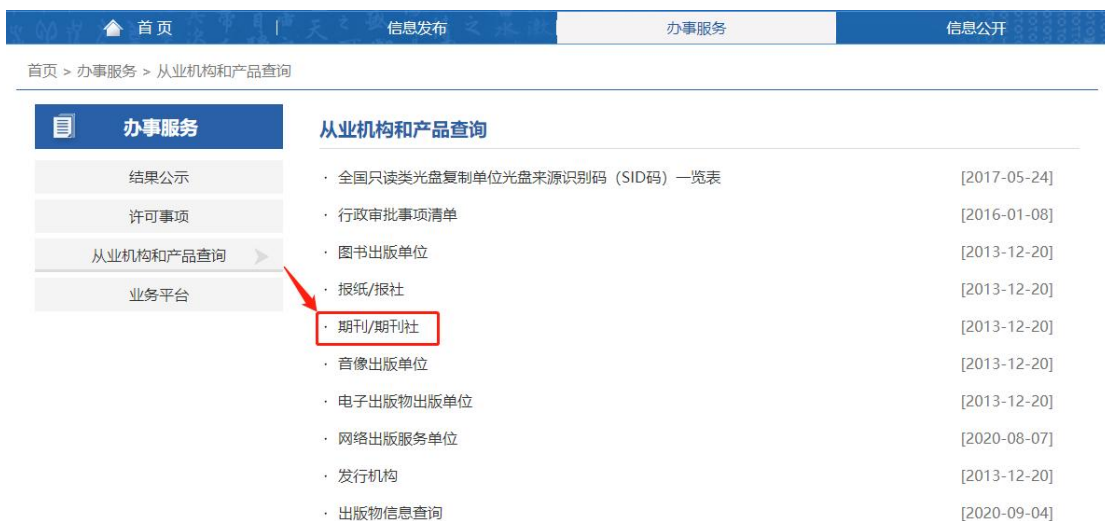 首页 | 信息发布 办事服务 信息公开
首页 > 办事服务 > 从业机构和产品查询
办事服务
结果公示
许可事项
从业机构和产品查询
业务平台
从业机构和产品查询
· 全国只读类光盘复制单位光盘来源识别码（SID码）一览表 [2017-05-24]
· 行政审批事项清单 [2016-01-08]
· 图书出版单位 [2013-12-20]
· 报纸/报社 [2013-12-20]
· 期刊/期刊社 [2013-12-20]
· 音像出版单位 [2013-12-20]
· 电子出版物出版单位 [2013-12-20]
· 网络出版服务单位 [2020-08-07]
· 发行机构 [2013-12-20]
· 出版物信息查询 [2020-09-04]